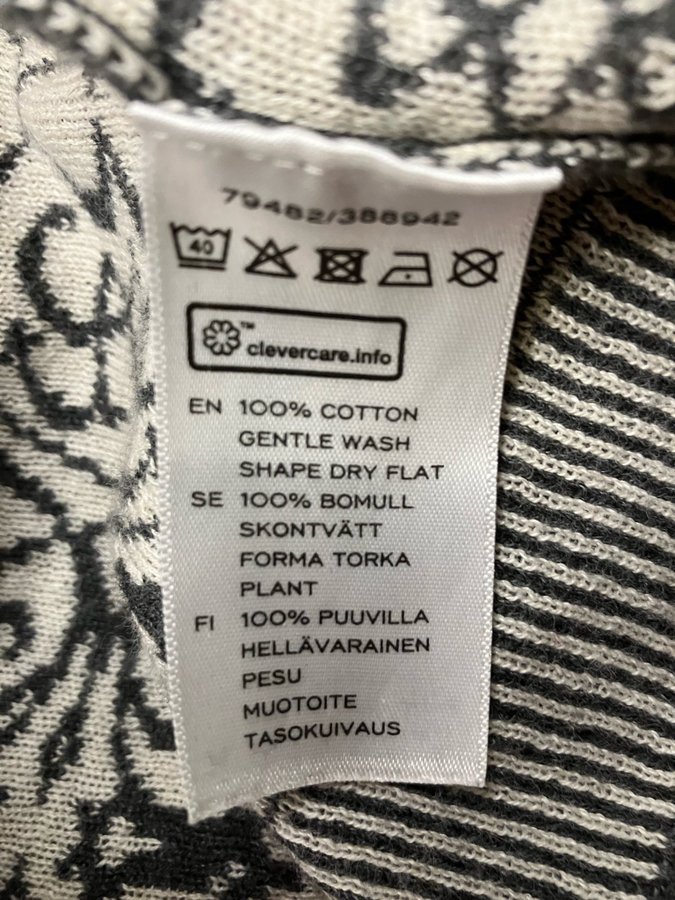 79482/388942
40
™
clevercare.info
EN 100% COTTON
GENTLE WASH
SHAPE DRY FLAT
SE 100% BOMULL
SKONTVÄTT
FORMA TORKA
PLANT
FI 100% PUUVILLA
HELLÄVARAINEN
PESU
MUOTOITE
TASOKUIVAUS